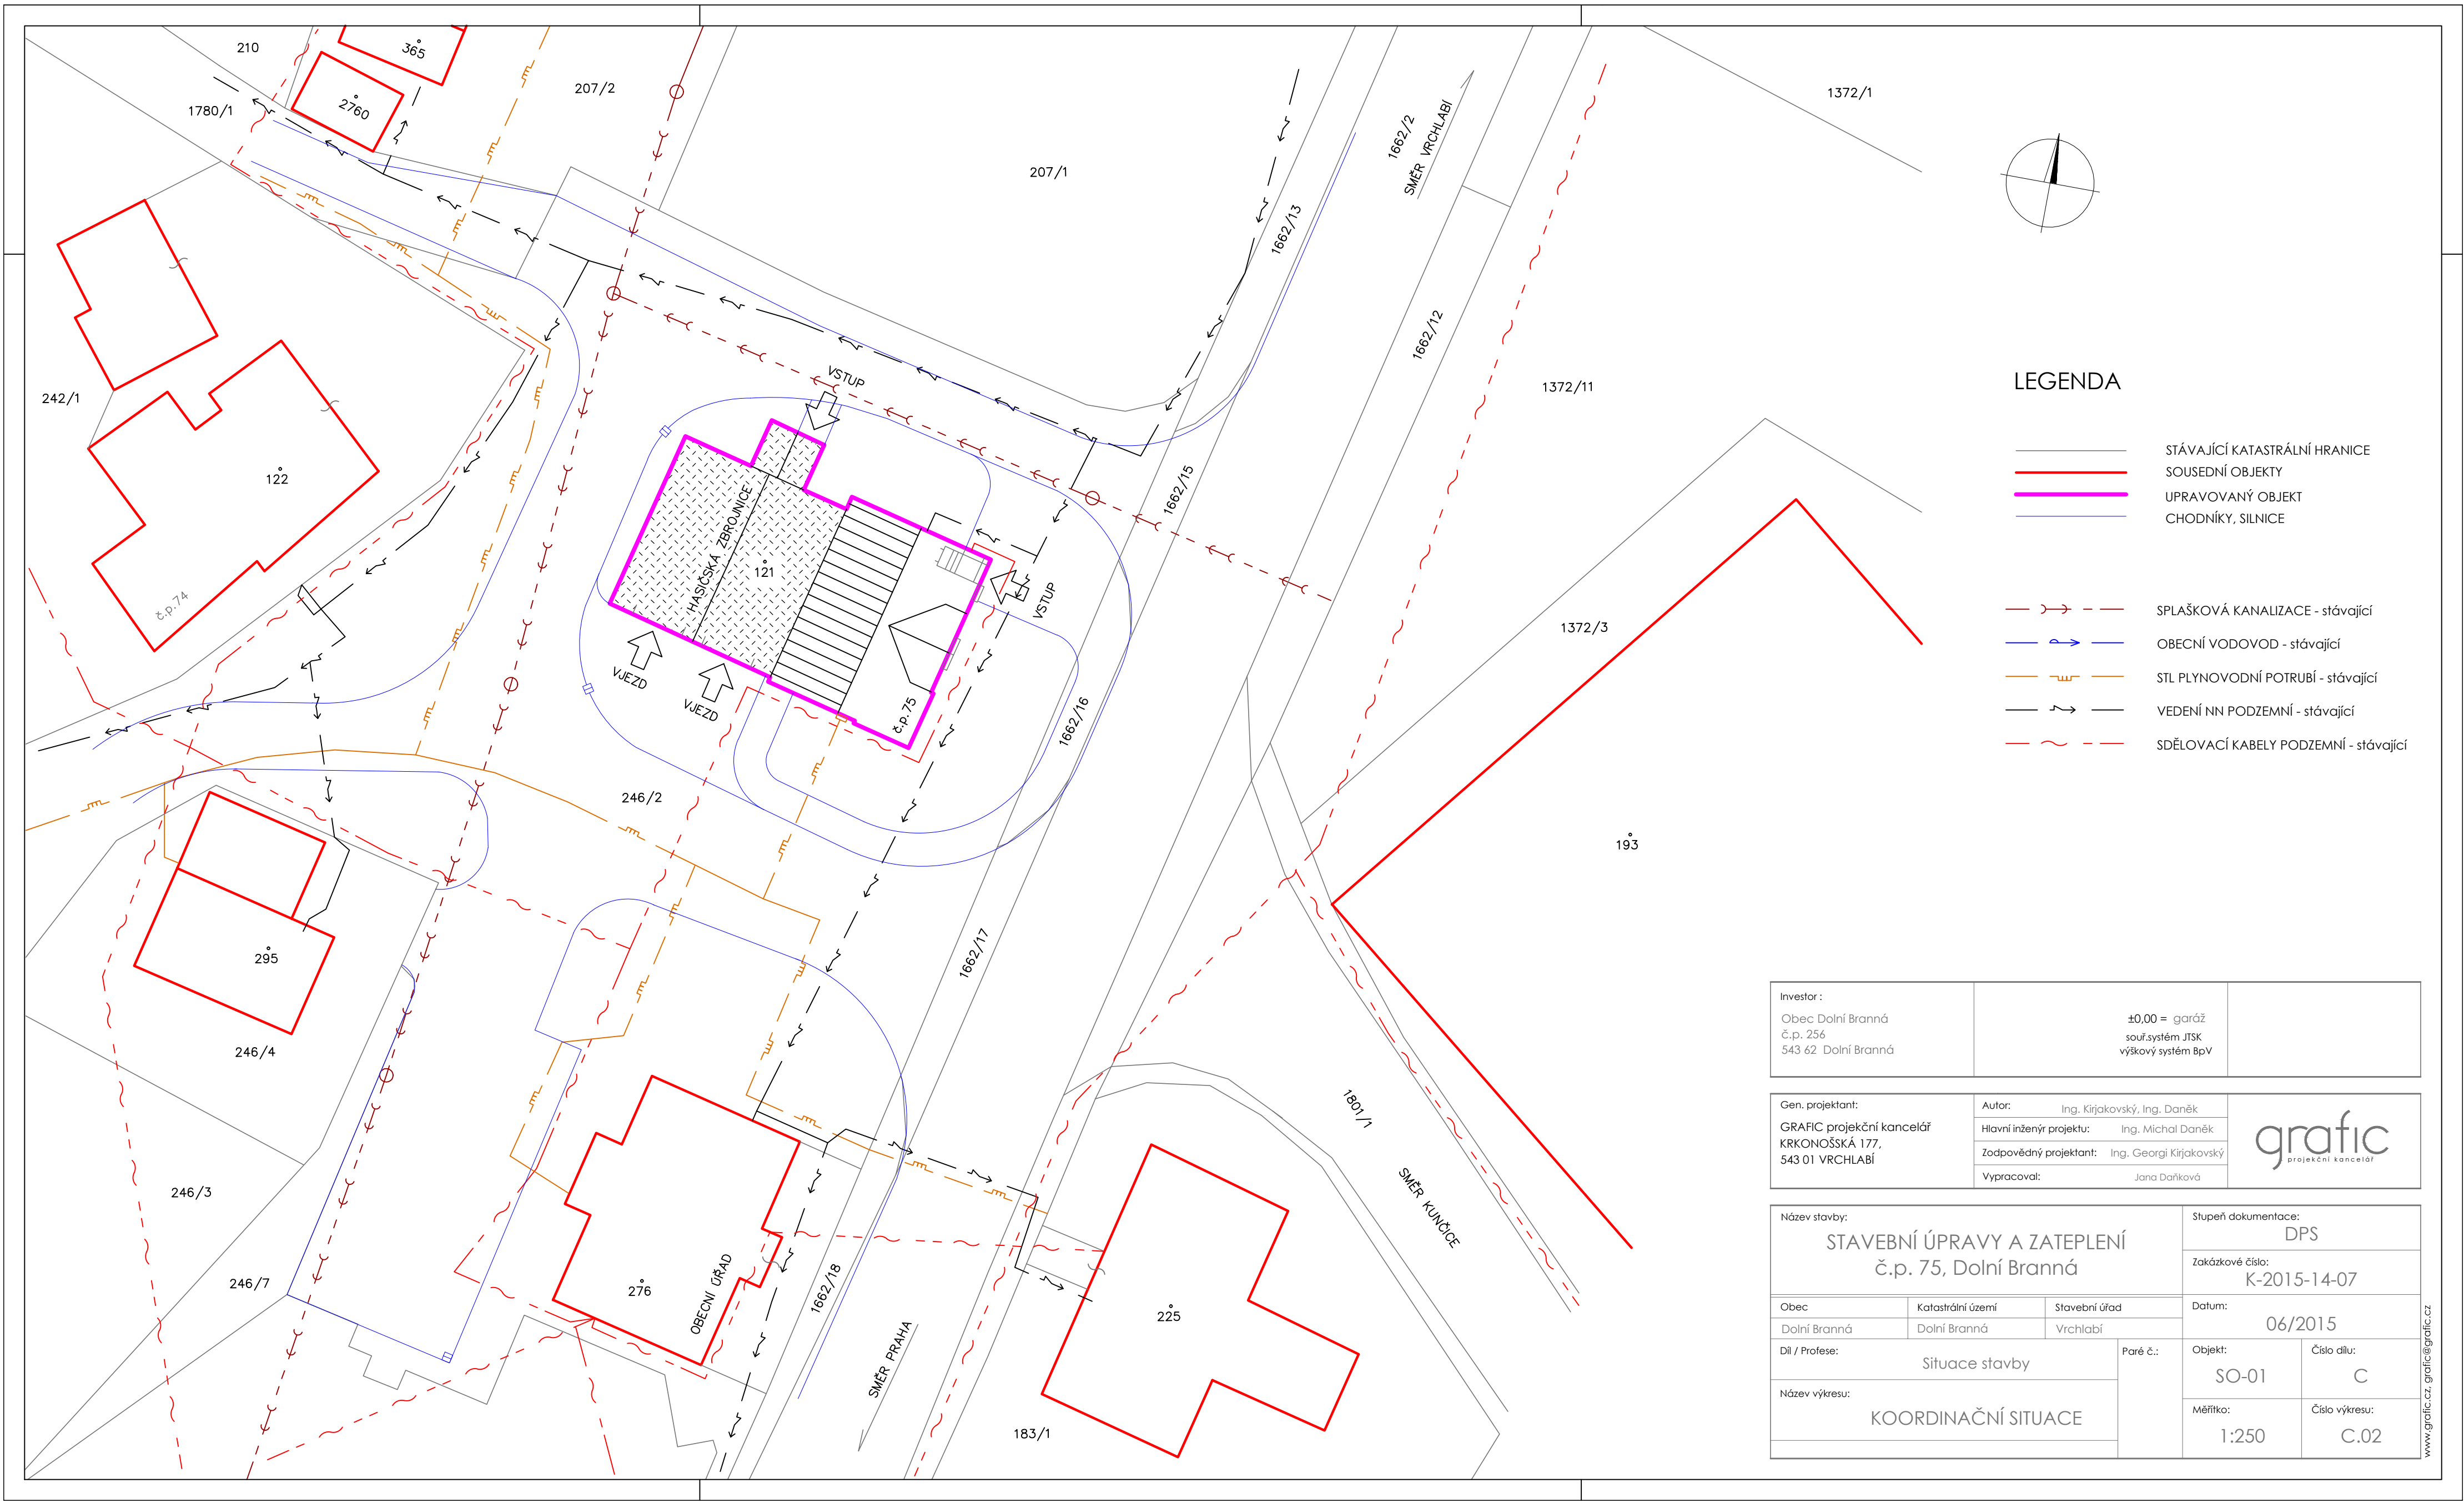 210
365
2760
207/2
1780/1
207/1
1662/2
SMĚR VRCHLABÍ
1372/1
1662/13
1662/12
242/1
122
č.p.74
VSTUP
HASIČSKÁ ZBROJNICE
121
VJEZD
VJEZD
č.p.75
VSTUP
1662/15
1662/16
1372/11
1372/3
193
246/2
295
246/4
246/3
246/7
1662/17
276
OBECNÍ ÚŘAD
1662/18
SMĚR PRAHA
225
183/1
1801/1
SMĚR KUNČICE
LEGENDA
STÁVAJÍCÍ KATASTRÁLNÍ HRANICE
SOUSEDNÍ OBJEKTY
UPRAVOVANÝ OBJEKT
CHODNÍKY, SILNICE
SPLAŠKOVÁ KANALIZACE - stávající
OBECNÍ VODOVOD - stávající
STL PLYNOVODNÍ POTRUBÍ - stávající
VEDENÍ NN PODZEMNÍ - stávající
SDĚLOVACÍ KABELY PODZEMNÍ - stávající
Investor :
Obec Dolní Branná
č.p. 256
543 62 Dolní Branná
±0,00 = garáž
souř.systém JTSK
výškový systém BpV
Gen. projektant:
GRAFIC projekční kancelář
KRKONOŠSKÁ 177,
543 01 VRCHLABÍ
Autor: Ing. Kirjakovský, Ing. Daněk
Hlavní inženýr projektu: Ing. Michal Daněk
Zodpovědný projektant: Ing. Georgi Kirjakovský
Vypracoval: Jana Daňková
grafic
projekční kancelář
Název stavby:
STAVEBNÍ ÚPRAVY A ZATEPLENÍ
č.p. 75, Dolní Branná
Stupeň dokumentace:
DPS
Zakázkové číslo:
K-2015-14-07
Obec Katastrální území Stavební úřad
Dolní Branná Dolní Branná Vrchlabí
Datum:
06/2015
Díl / Profese:
Situace stavby
Paré č.:
Objekt:
SO-01
Číslo dílu:
C
Název výkresu:
KOORDINAČNÍ SITUACE
Měřítko:
1:250
Číslo výkresu:
C.02
www.grafic.cz, grafic@grafic.cz